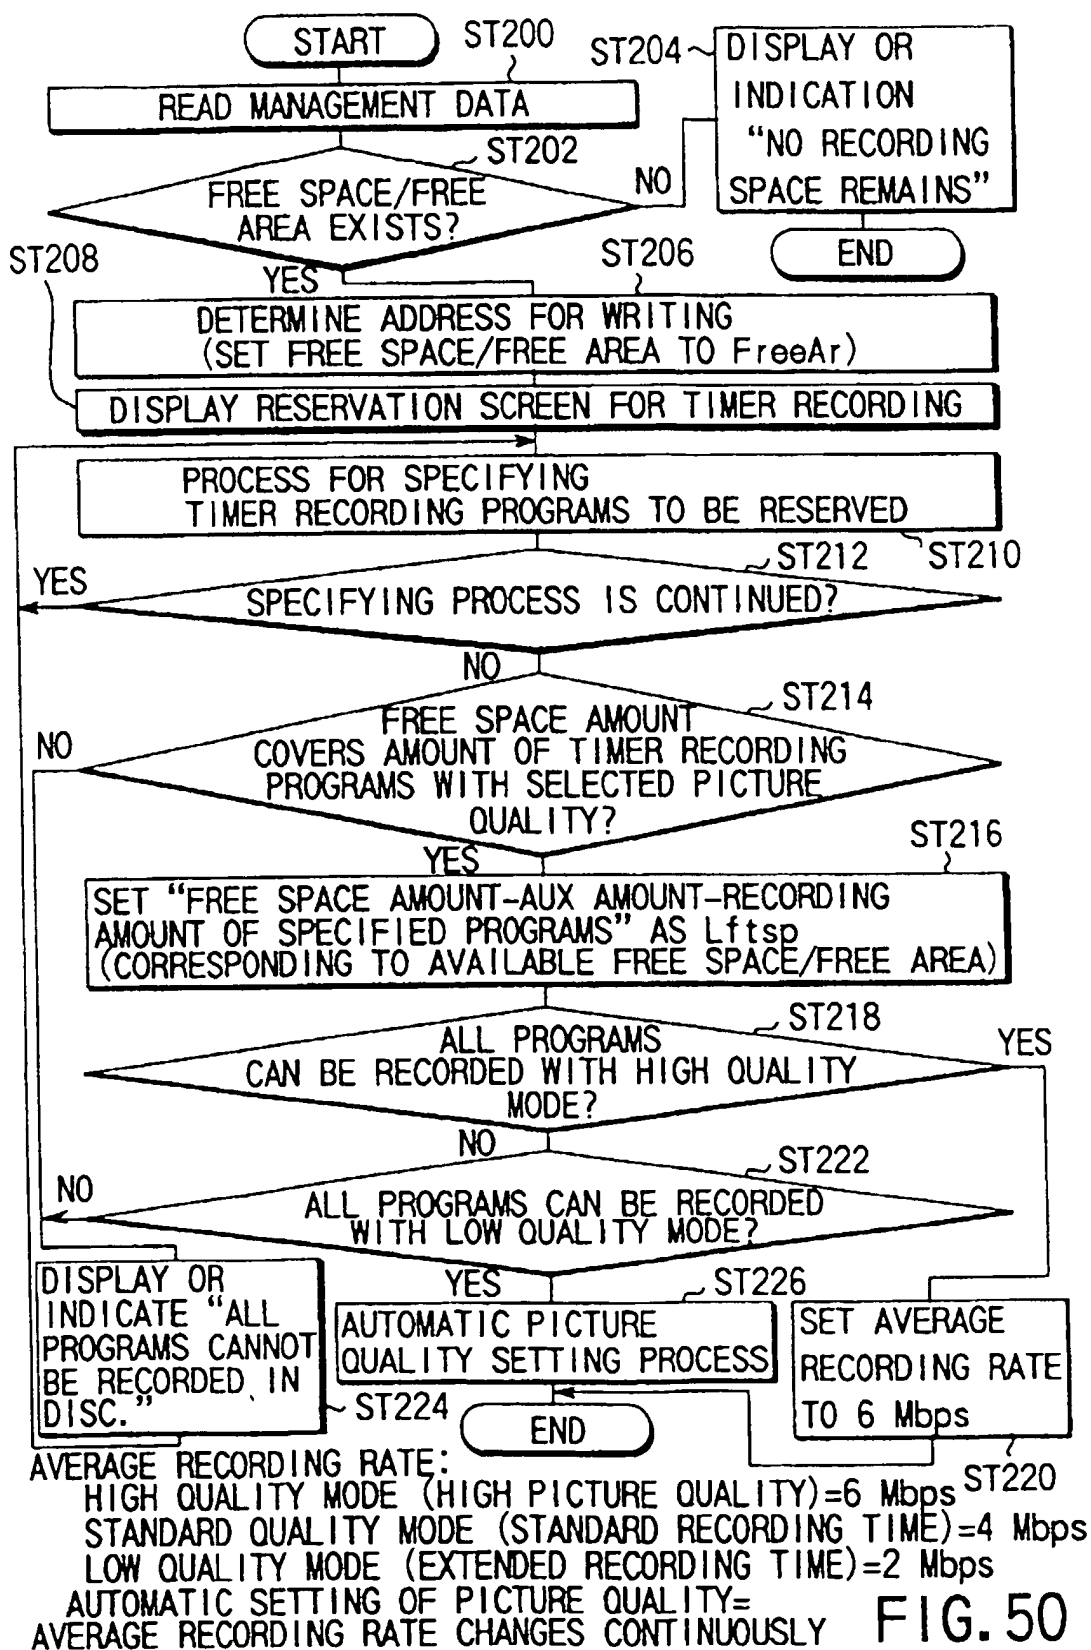 START
ST200
READ MANAGEMENT DATA
ST202
FREE SPACE/FREE
AREA EXISTS?
NO
ST204
DISPLAY OR
INDICATION
“NO RECORDING
SPACE REMAINS”
END
YES
ST206
DETERMINE ADDRESS FOR WRITING
(SET FREE SPACE/FREE AREA TO FreeAr)
ST208
DISPLAY RESERVATION SCREEN FOR TIMER RECORDING
PROCESS FOR SPECIFYING
TIMER RECORDING PROGRAMS TO BE RESERVED
ST210
ST212
YES
SPECIFYING PROCESS IS CONTINUED?
NO
ST214
NO
FREE SPACE AMOUNT
COVERS AMOUNT OF TIMER RECORDING
PROGRAMS WITH SELECTED PICTURE
QUALITY?
YES
ST216
SET “FREE SPACE AMOUNT-AUX AMOUNT-RECORDING
AMOUNT OF SPECIFIED PROGRAMS” AS Lftsp
(CORRESPONDING TO AVAILABLE FREE SPACE/FREE AREA)
ST218
YES
ALL PROGRAMS
CAN BE RECORDED WITH HIGH QUALITY
MODE?
NO
ST222
NO
ALL PROGRAMS CAN BE RECORDED
WITH LOW QUALITY MODE?
YES
DISPLAY OR
INDICATE “ALL
PROGRAMS CANNOT
BE RECORDED IN
DISC.”
ST224
ST226
AUTOMATIC PICTURE
QUALITY SETTING PROCESS
END
SET AVERAGE
RECORDING RATE
TO 6 Mbps
ST220
AVERAGE RECORDING RATE:
HIGH QUALITY MODE (HIGH PICTURE QUALITY)=6 Mbps
STANDARD QUALITY MODE (STANDARD RECORDING TIME)=4 Mbps
LOW QUALITY MODE (EXTENDED RECORDING TIME)=2 Mbps
AUTOMATIC SETTING OF PICTURE QUALITY=
AVERAGE RECORDING RATE CHANGES CONTINUOUSLY
FIG. 50